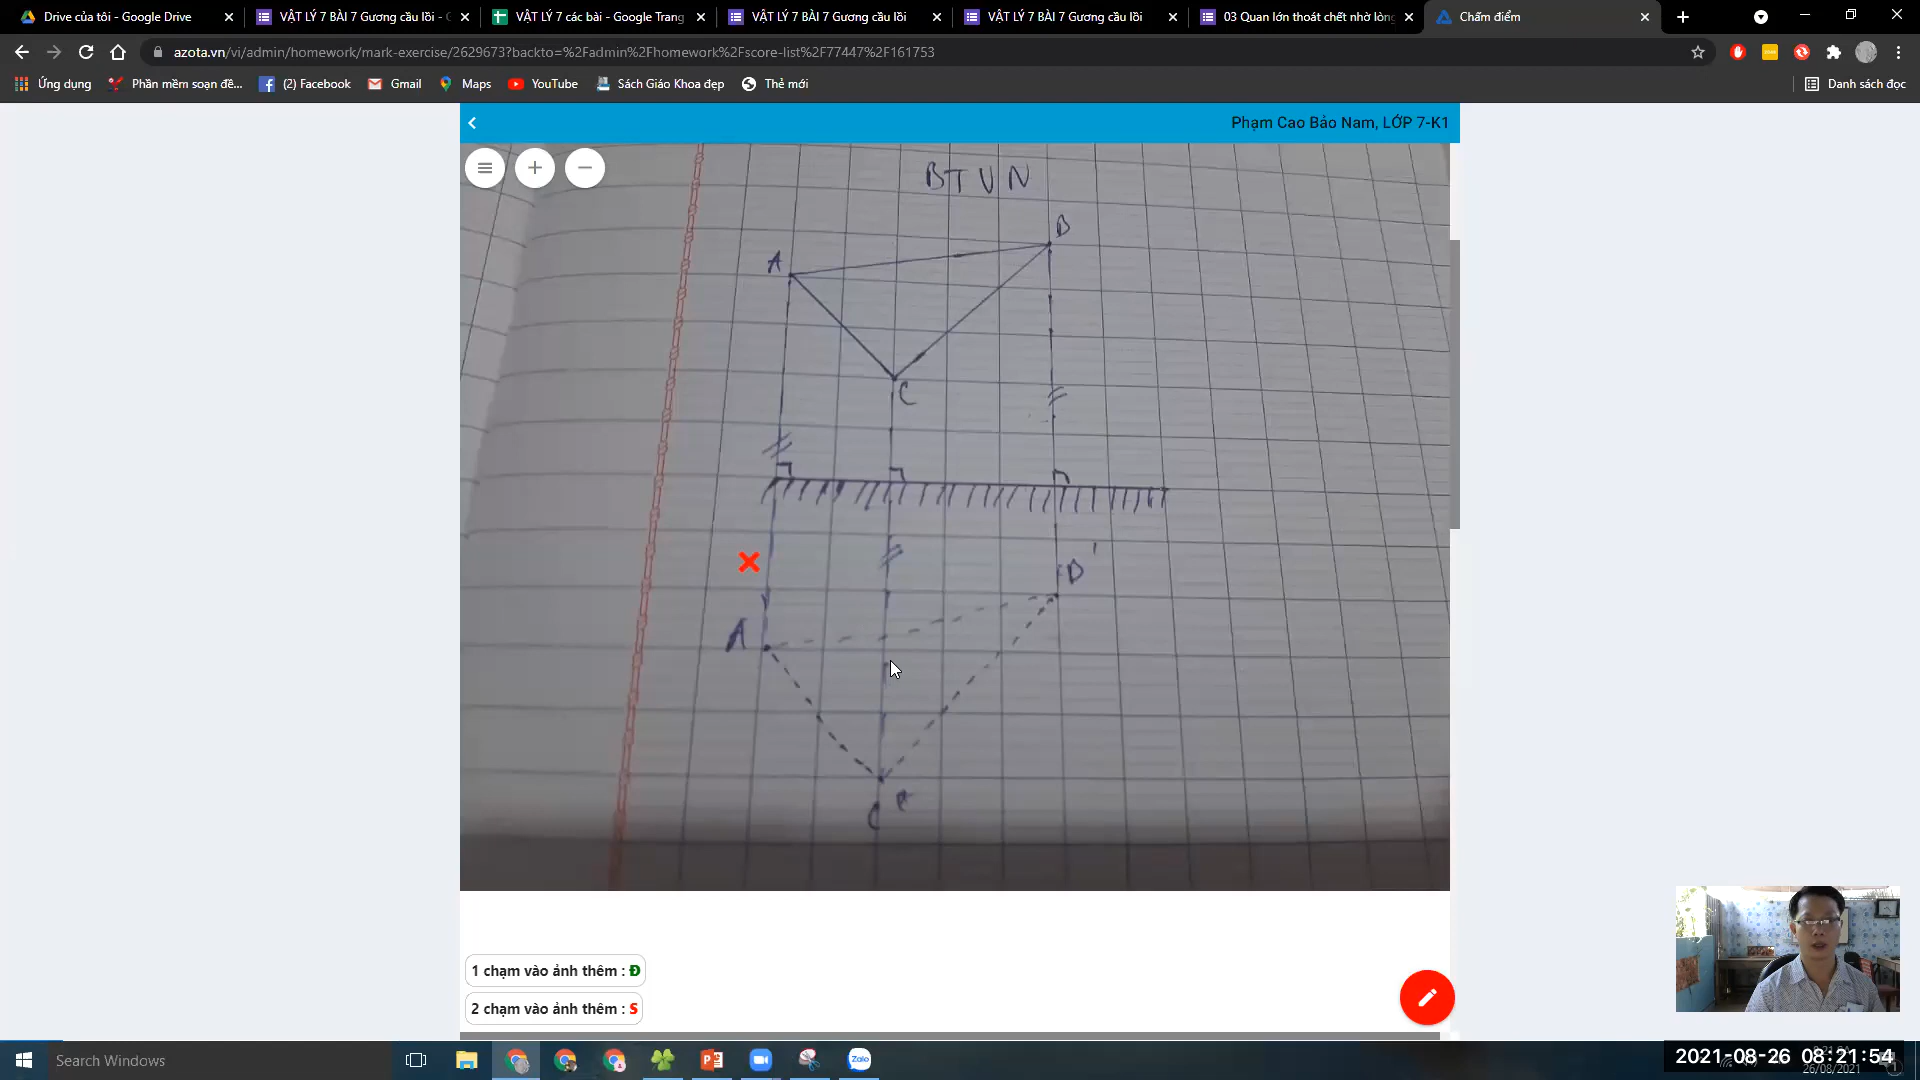 Drive của tôi - Google Drive
VẬT LÝ 7 BÀI 7 Gương cầu lồi - G
VẬT LÝ 7 các bài - Google Trang
VẬT LÝ 7 BÀI 7 Gương cầu lồi
VẬT LÝ 7 BÀI 7 Gương cầu lồi
03 Quan lớn thoát chết nhờ lòng
Chấm điểm
azota.vn/vi/admin/homework/mark-exercise/2629673?backto=%2Fadmin%2Fhomework%2Fscore-list%2F77447%2F161753
Ứng dụng
Phần mềm soạn đề...
(2) Facebook
Gmail
Maps
YouTube
Sách Giáo Khoa đẹp
Thẻ mới
Danh sách đọc
Phạm Cao Bảo Nam, LỚP 7-K1
BTVN
B
A
C
B'
A
C
1 chạm vào ảnh thêm : Đ
2 chạm vào ảnh thêm : S
Search Windows
Zalo
2021-08-26 08:21:54
26/08/2021